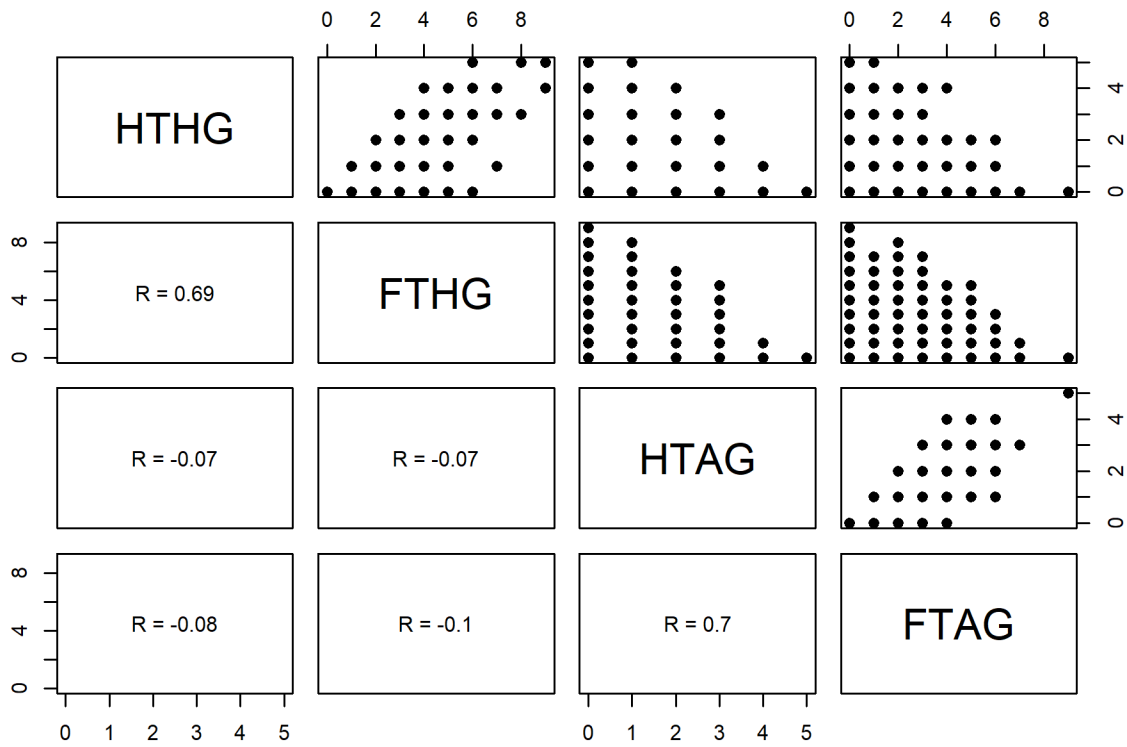 0 2 4 6 8 0 2 4 6 8
HTHG
0 2 4
0 4 8
R = 0.69
FTHG
R = -0.07
R = -0.07
HTAG
0 2 4
0 4 8
R = -0.08
R = -0.1
R = 0.7
FTAG
0 1 2 3 4 5 0 1 2 3 4 5